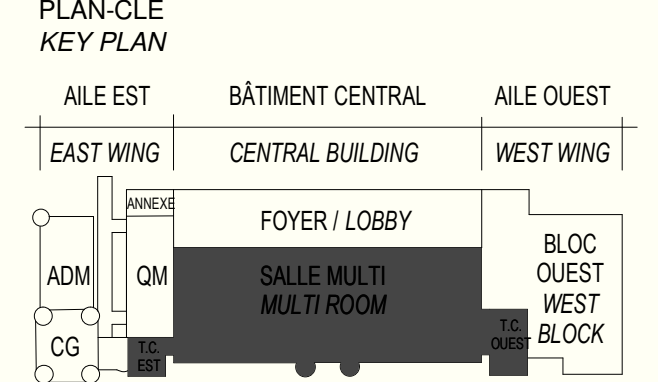 PLAN-CLÉ
KEY PLAN
AILE EST
BÂTIMENT CENTRAL
AILE OUEST
EAST WING
CENTRAL BUILDING
WEST WING
ANNEXE
FOYER / LOBBY
ADM
QM
SALLE MULTI
MULTI ROOM
BLOC
OUEST
WEST
BLOCK
CG
T.C.
EST
T.C.
OUEST